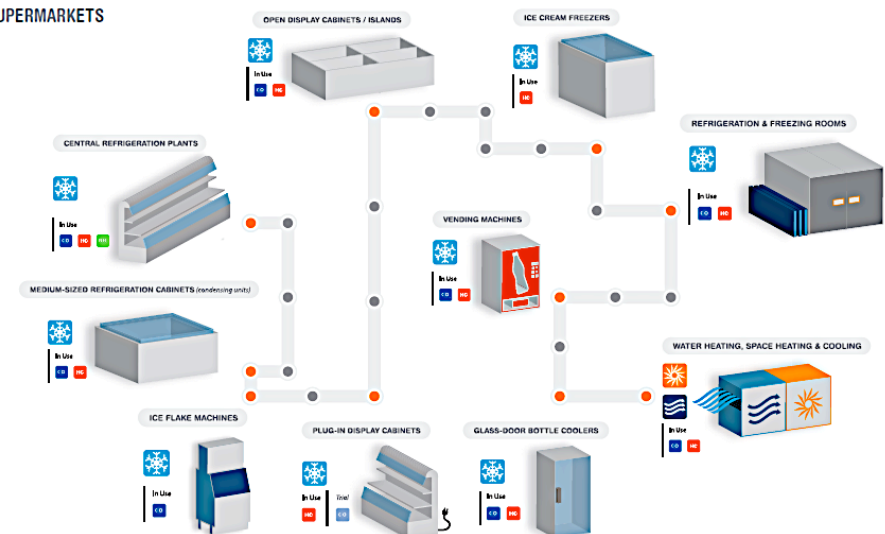 UPERMARKETS
OPEN DISPLAY CABINETS / ISLANDS
In Use
CO HC
ICE CREAM FREEZERS
In Use
HC
REFRIGERATION & FREEZING ROOMS
In Use
CO HC
CENTRAL REFRIGERATION PLANTS
In Use
CO HC NH
VENDING MACHINES
In Use
CO HC
MEDIUM-SIZED REFRIGERATION CABINETS (condensing units)
In Use
CO HC
WATER HEATING, SPACE HEATING & COOLING
In Use
CO HC
ICE FLAKE MACHINES
In Use
CO
PLUG-IN DISPLAY CABINETS
In Use Trial
HC CO
GLASS-DOOR BOTTLE COOLERS
In Use
CO HC